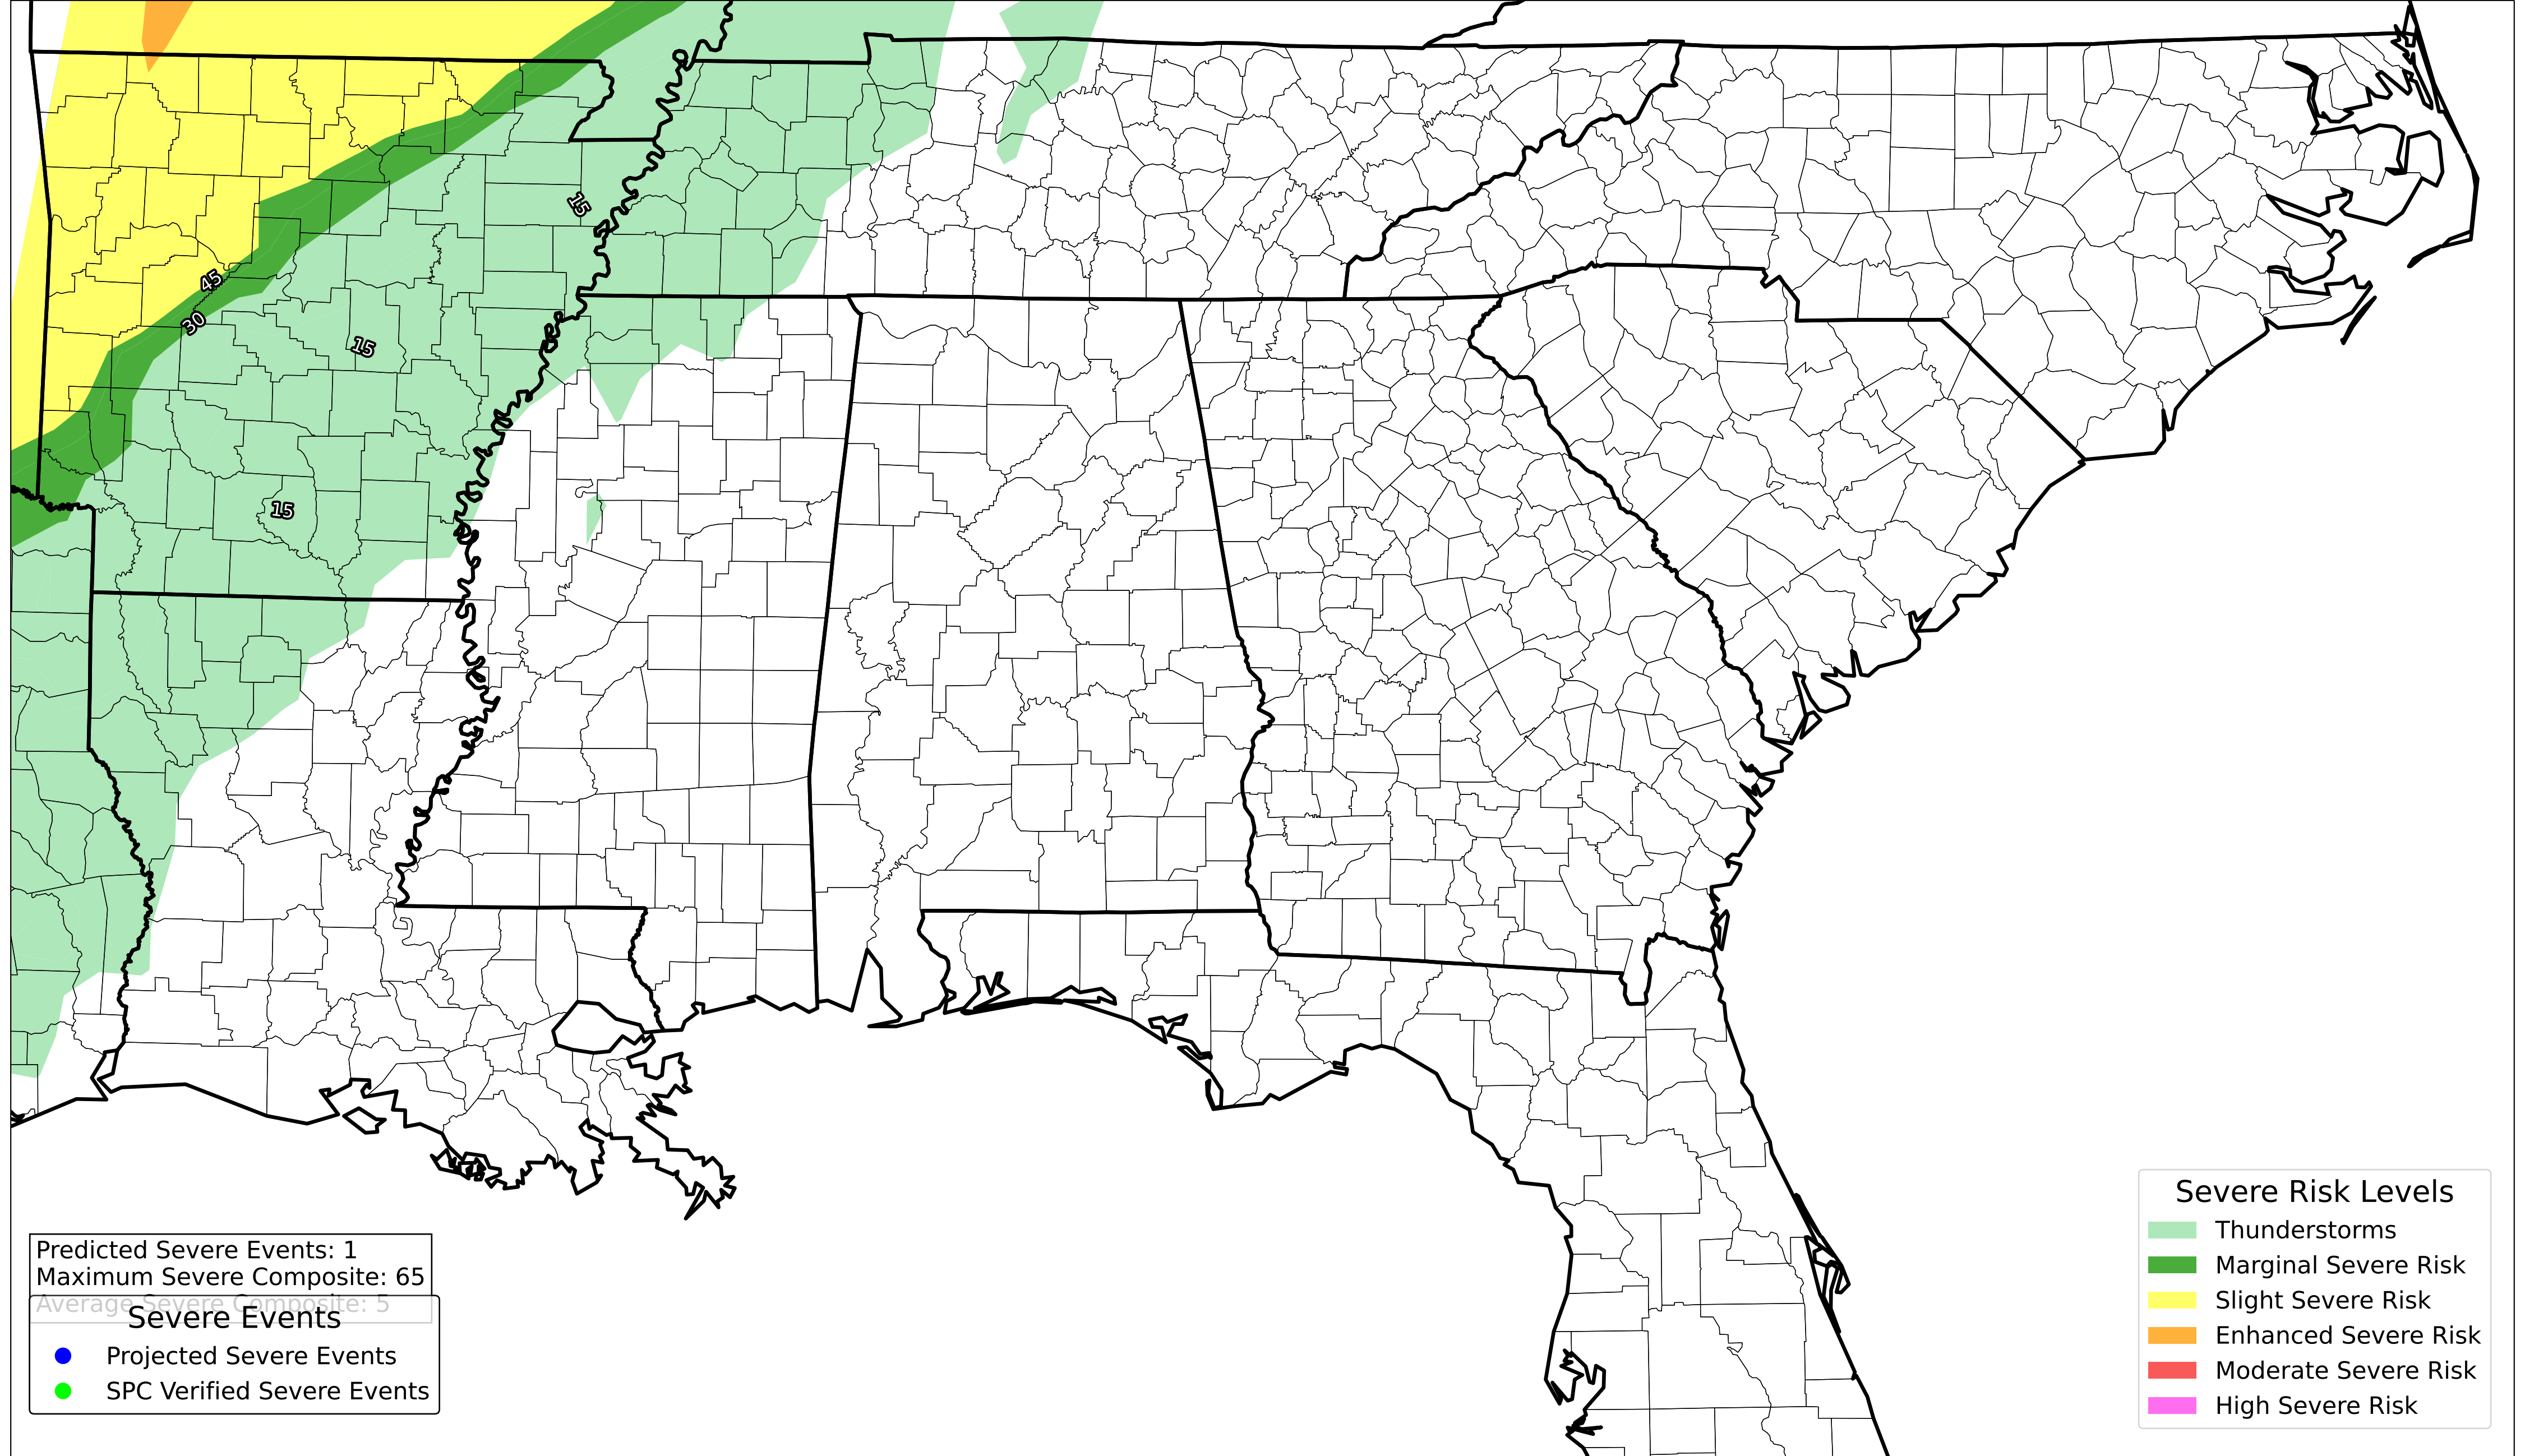 15
45
30
15
15
Predicted Severe Events: 1
Maximum Severe Composite: 65
Average Severe Composite: 5
Severe Events
Projected Severe Events
SPC Verified Severe Events
Severe Risk Levels
Thunderstorms
Marginal Severe Risk
Slight Severe Risk
Enhanced Severe Risk
Moderate Severe Risk
High Severe Risk